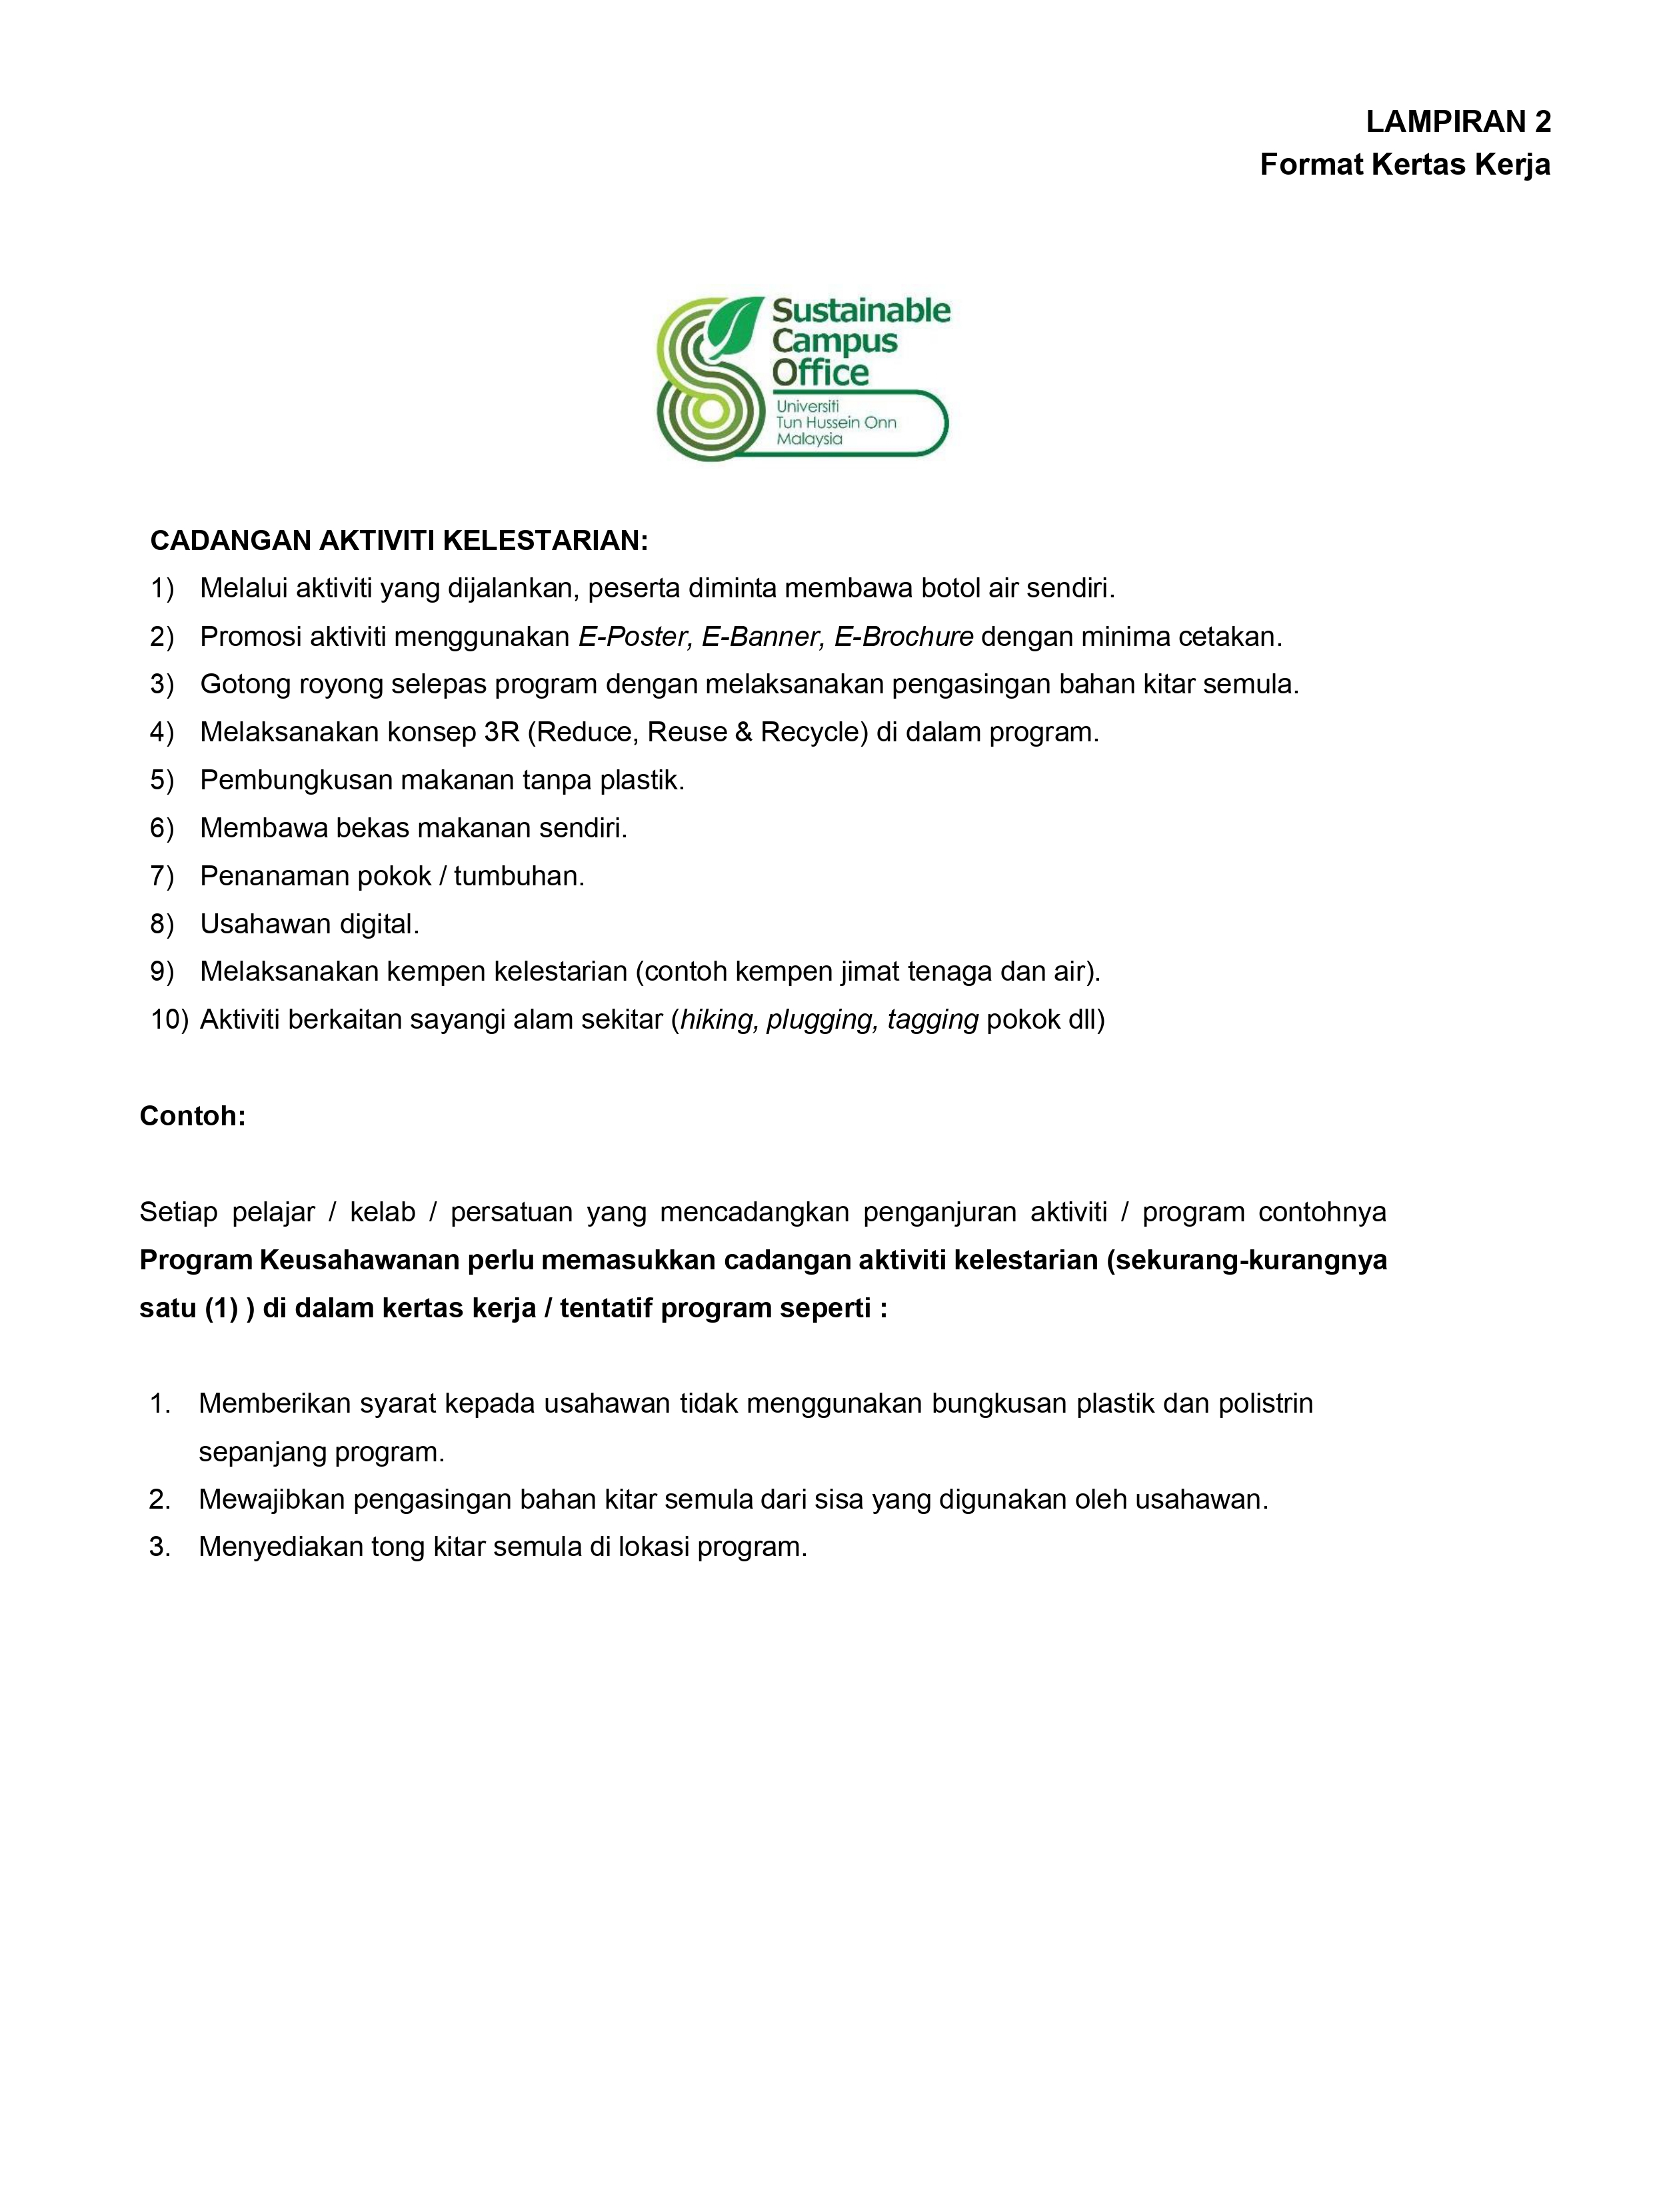 LAMPIRAN 2
Format Kertas Kerja
Sustainable
Campus
Office
Universiti
Tun Hussein Onn
Malaysia
CADANGAN AKTIVITI KELESTARIAN:
1) Melalui aktiviti yang dijalankan, peserta diminta membawa botol air sendiri.
2) Promosi aktiviti menggunakan E-Poster, E-Banner, E-Brochure dengan minima cetakan.
3) Gotong royong selepas program dengan melaksanakan pengasingan bahan kitar semula.
4) Melaksanakan konsep 3R (Reduce, Reuse & Recycle) di dalam program.
5) Pembungkusan makanan tanpa plastik.
6) Membawa bekas makanan sendiri.
7) Penanaman pokok / tumbuhan.
8) Usahawan digital.
9) Melaksanakan kempen kelestarian (contoh kempen jimat tenaga dan air).
10) Aktiviti berkaitan sayangi alam sekitar (hiking, plugging, tagging pokok dll)
Contoh:
Setiap pelajar / kelab / persatuan yang mencadangkan penganjuran aktiviti / program contohnya
Program Keusahawanan perlu memasukkan cadangan aktiviti kelestarian (sekurang-kurangnya
satu (1) ) di dalam kertas kerja / tentatif program seperti :
1. Memberikan syarat kepada usahawan tidak menggunakan bungkusan plastik dan polistrin
sepanjang program.
2. Mewajibkan pengasingan bahan kitar semula dari sisa yang digunakan oleh usahawan.
3. Menyediakan tong kitar semula di lokasi program.